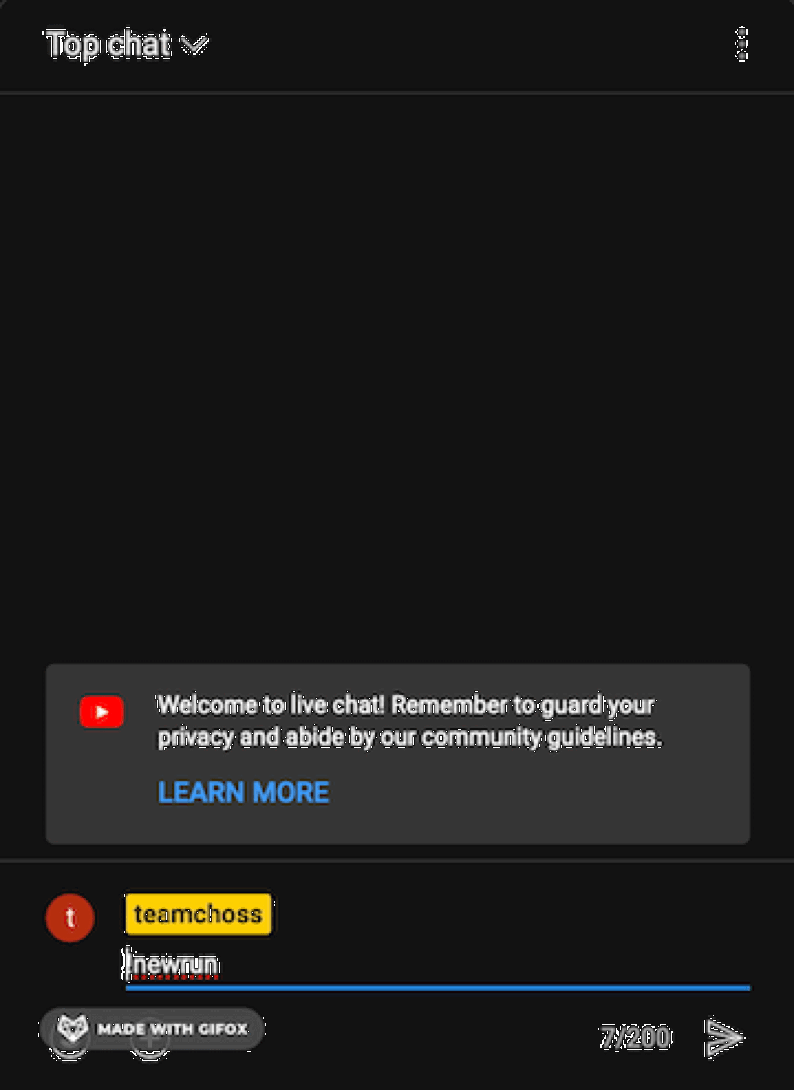 Top chat
Welcome to live chat! Remember to guard your
privacy and abide by our community guidelines.
LEARN MORE
t
teamchoss
!newrun
MADE WITH GIFOX
7/200